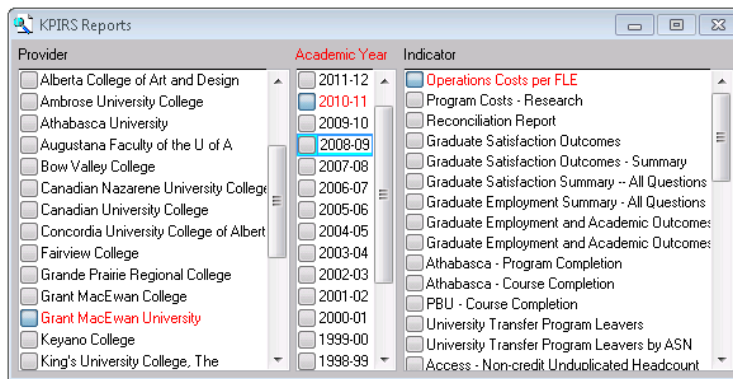 KPIRS Reports
Provider
Academic Year
Indicator
Alberta College of Art and Design
Ambrose University College
Athabasca University
Augustana Faculty of the U of A
Bow Valley College
Canadian Nazarene University College
Canadian University College
Concordia University College of Albert
Fairview College
Grande Prairie Regional College
Grant MacEwan College
Grant MacEwan University
Keyano College
King's University College, The
2011-12
2010-11
2009-10
2008-09
2007-08
2006-07
2005-06
2004-05
2003-04
2002-03
2001-02
2000-01
1999-00
1998-99
Operations Costs per FLE
Program Costs - Research
Reconciliation Report
Graduate Satisfaction Outcomes
Graduate Satisfaction Outcomes - Summary
Graduate Satisfaction Summary -- All Questions
Graduate Employment Summary - All Questions
Graduate Employment and Academic Outcomes
Graduate Employment and Academic Outcomes
Athabasca - Program Completion
Athabasca - Course Completion
PBU - Course Completion
University Transfer Program Leavers
University Transfer Program Leavers by ASN
Access - Non-credit Unduplicated Headcount